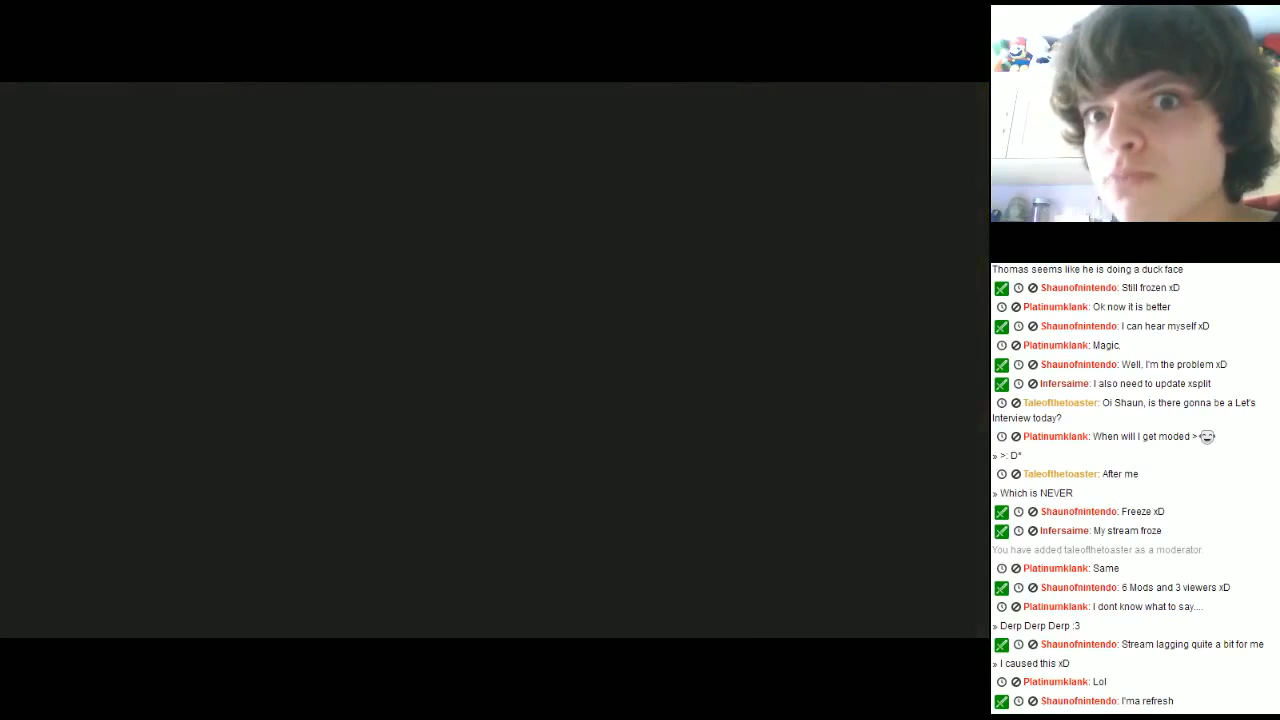 Thomas seems like he is doing a duck face
Shaunofnintendo: Still frozen xD
Platinumklank: Ok now it is better
Shaunofnintendo: I can hear myself xD
Platinumklank: Magic.
Shaunofnintendo: Well, I'm the problem xD
Infersaime: I also need to update xsplit
Taleofthetoaster: Oi Shaun, is there gonna be a Let's
Interview today?
Platinumklank: When will I get moded >
» >: D*
Taleofthetoaster: After me
» Which is NEVER
Shaunofnintendo: Freeze xD
Infersaime: My stream froze
You have added taleofthetoaster as a moderator.
Platinumklank: Same
Shaunofnintendo: 6 Mods and 3 viewers xD
Platinumklank: I dont know what to say....
» Derp Derp Derp :3
Shaunofnintendo: Stream lagging quite a bit for me
» I caused this xD
Platinumklank: Lol
Shaunofnintendo: I'ma refresh